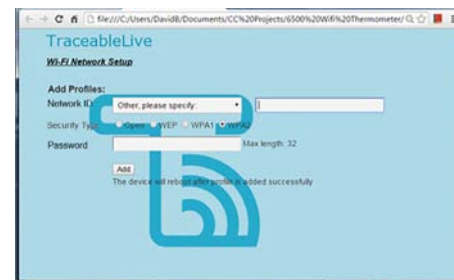 file:///C:/Users/DavidB/Documents/CC%20Projects/6500%20Wifi%20Thermometer/
TraceableLive
Wi-Fi Network Setup
Add Profiles:
Network ID Other, please specify:
Security Type Open WEP WPA1 WPA2
Password Max length: 32
Add
The device will reboot after profile is added successfully